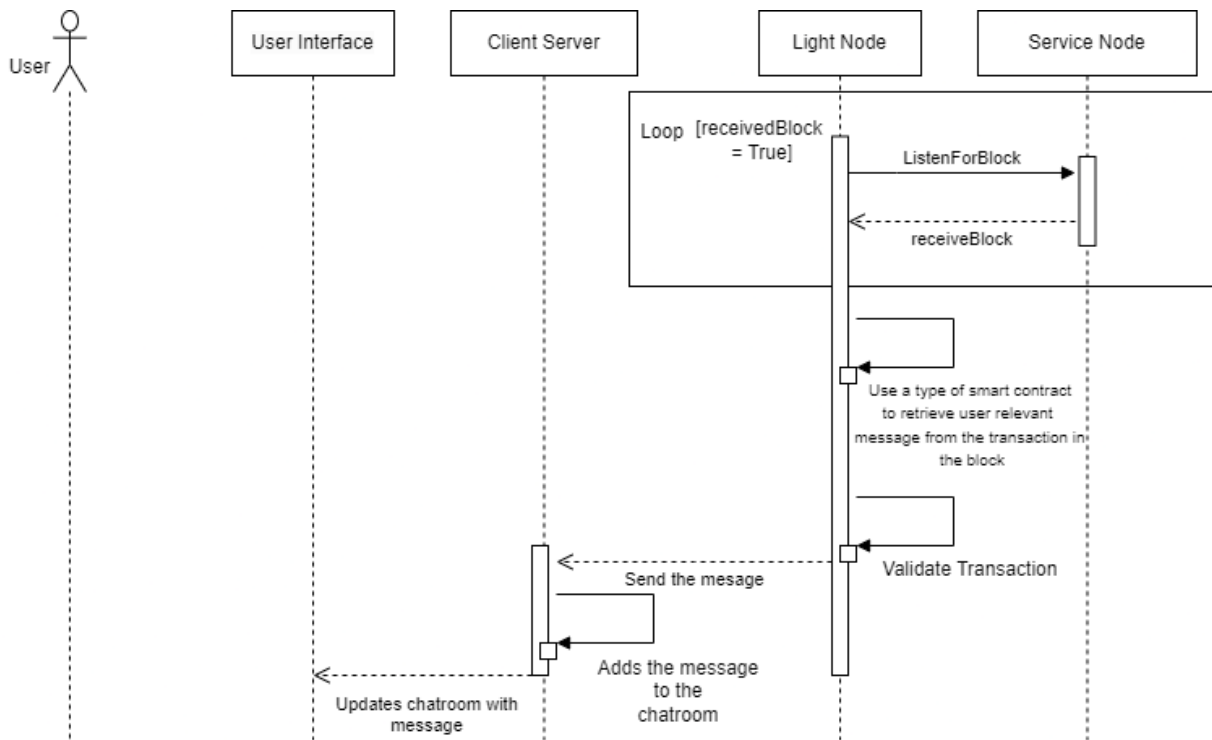 User
User Interface
Client Server
Light Node
Service Node
Loop [receivedBlock
= True]
ListenForBlock
receiveBlock
Use a type of smart contract
to retrieve user relevant
message from the transaction in
the block
Validate Transaction
Send the mesage
Adds the message
to the
chatroom
Updates chatroom with
message